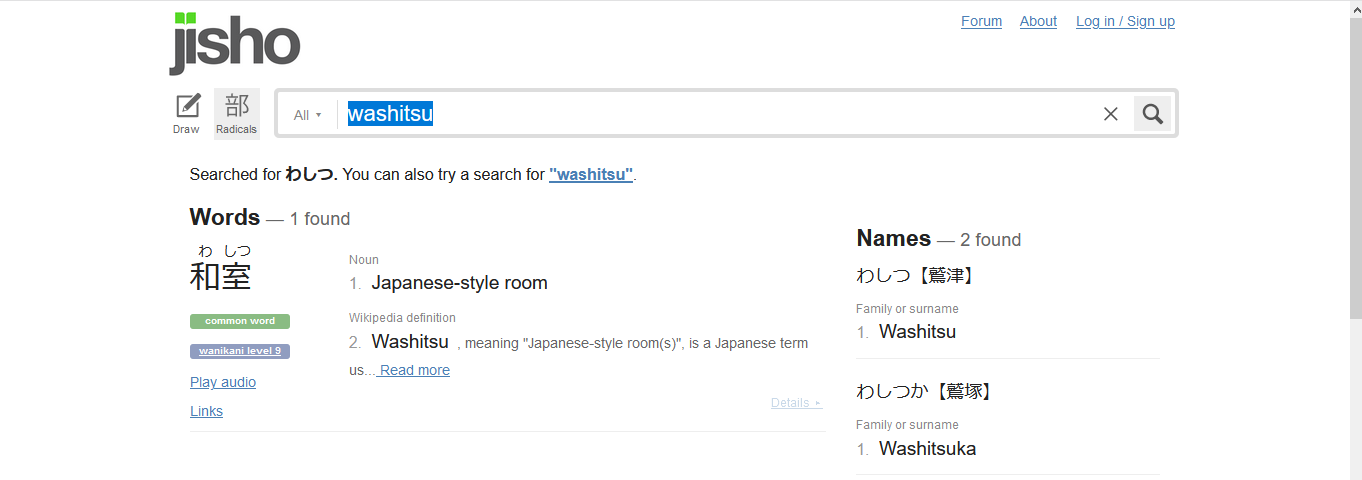 jisho
Forum About Log in / Sign up
部
Draw Radicals
All ▾ washitsu
Searched for わしつ. You can also try a search for "washitsu".
Words — 1 found
わ しつ
和室
common word
wanikani level 9
Play audio
Links
Noun
1. Japanese-style room
Wikipedia definition
2. Washitsu , meaning "Japanese-style room(s)", is a Japanese term
us... Read more
Details ▸
Names — 2 found
わしつ【鷲津】
Family or surname
1. Washitsu
わしつか【鷲塚】
Family or surname
1. Washitsuka